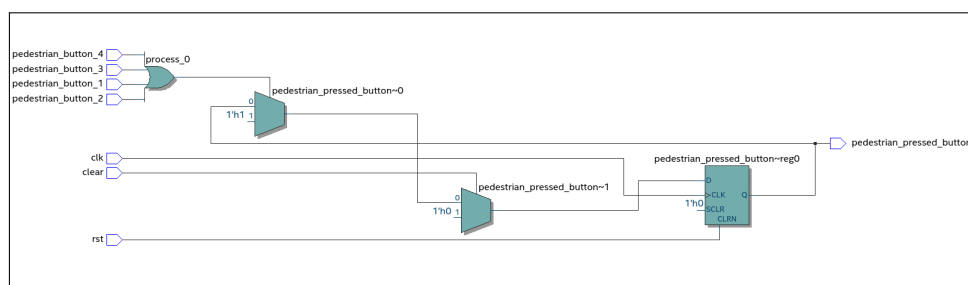 pedestrian_button_4
pedestrian_button_3
pedestrian_button_1
pedestrian_button_2
process_0
pedestrian_pressed_button~0
0
1'h1 1
pedestrian_pressed_button
clk
clear
pedestrian_pressed_button~1
0
1'h0 1
pedestrian_pressed_button~reg0
D
>CLK Q
1'h0 SCLR
CLRN
rst